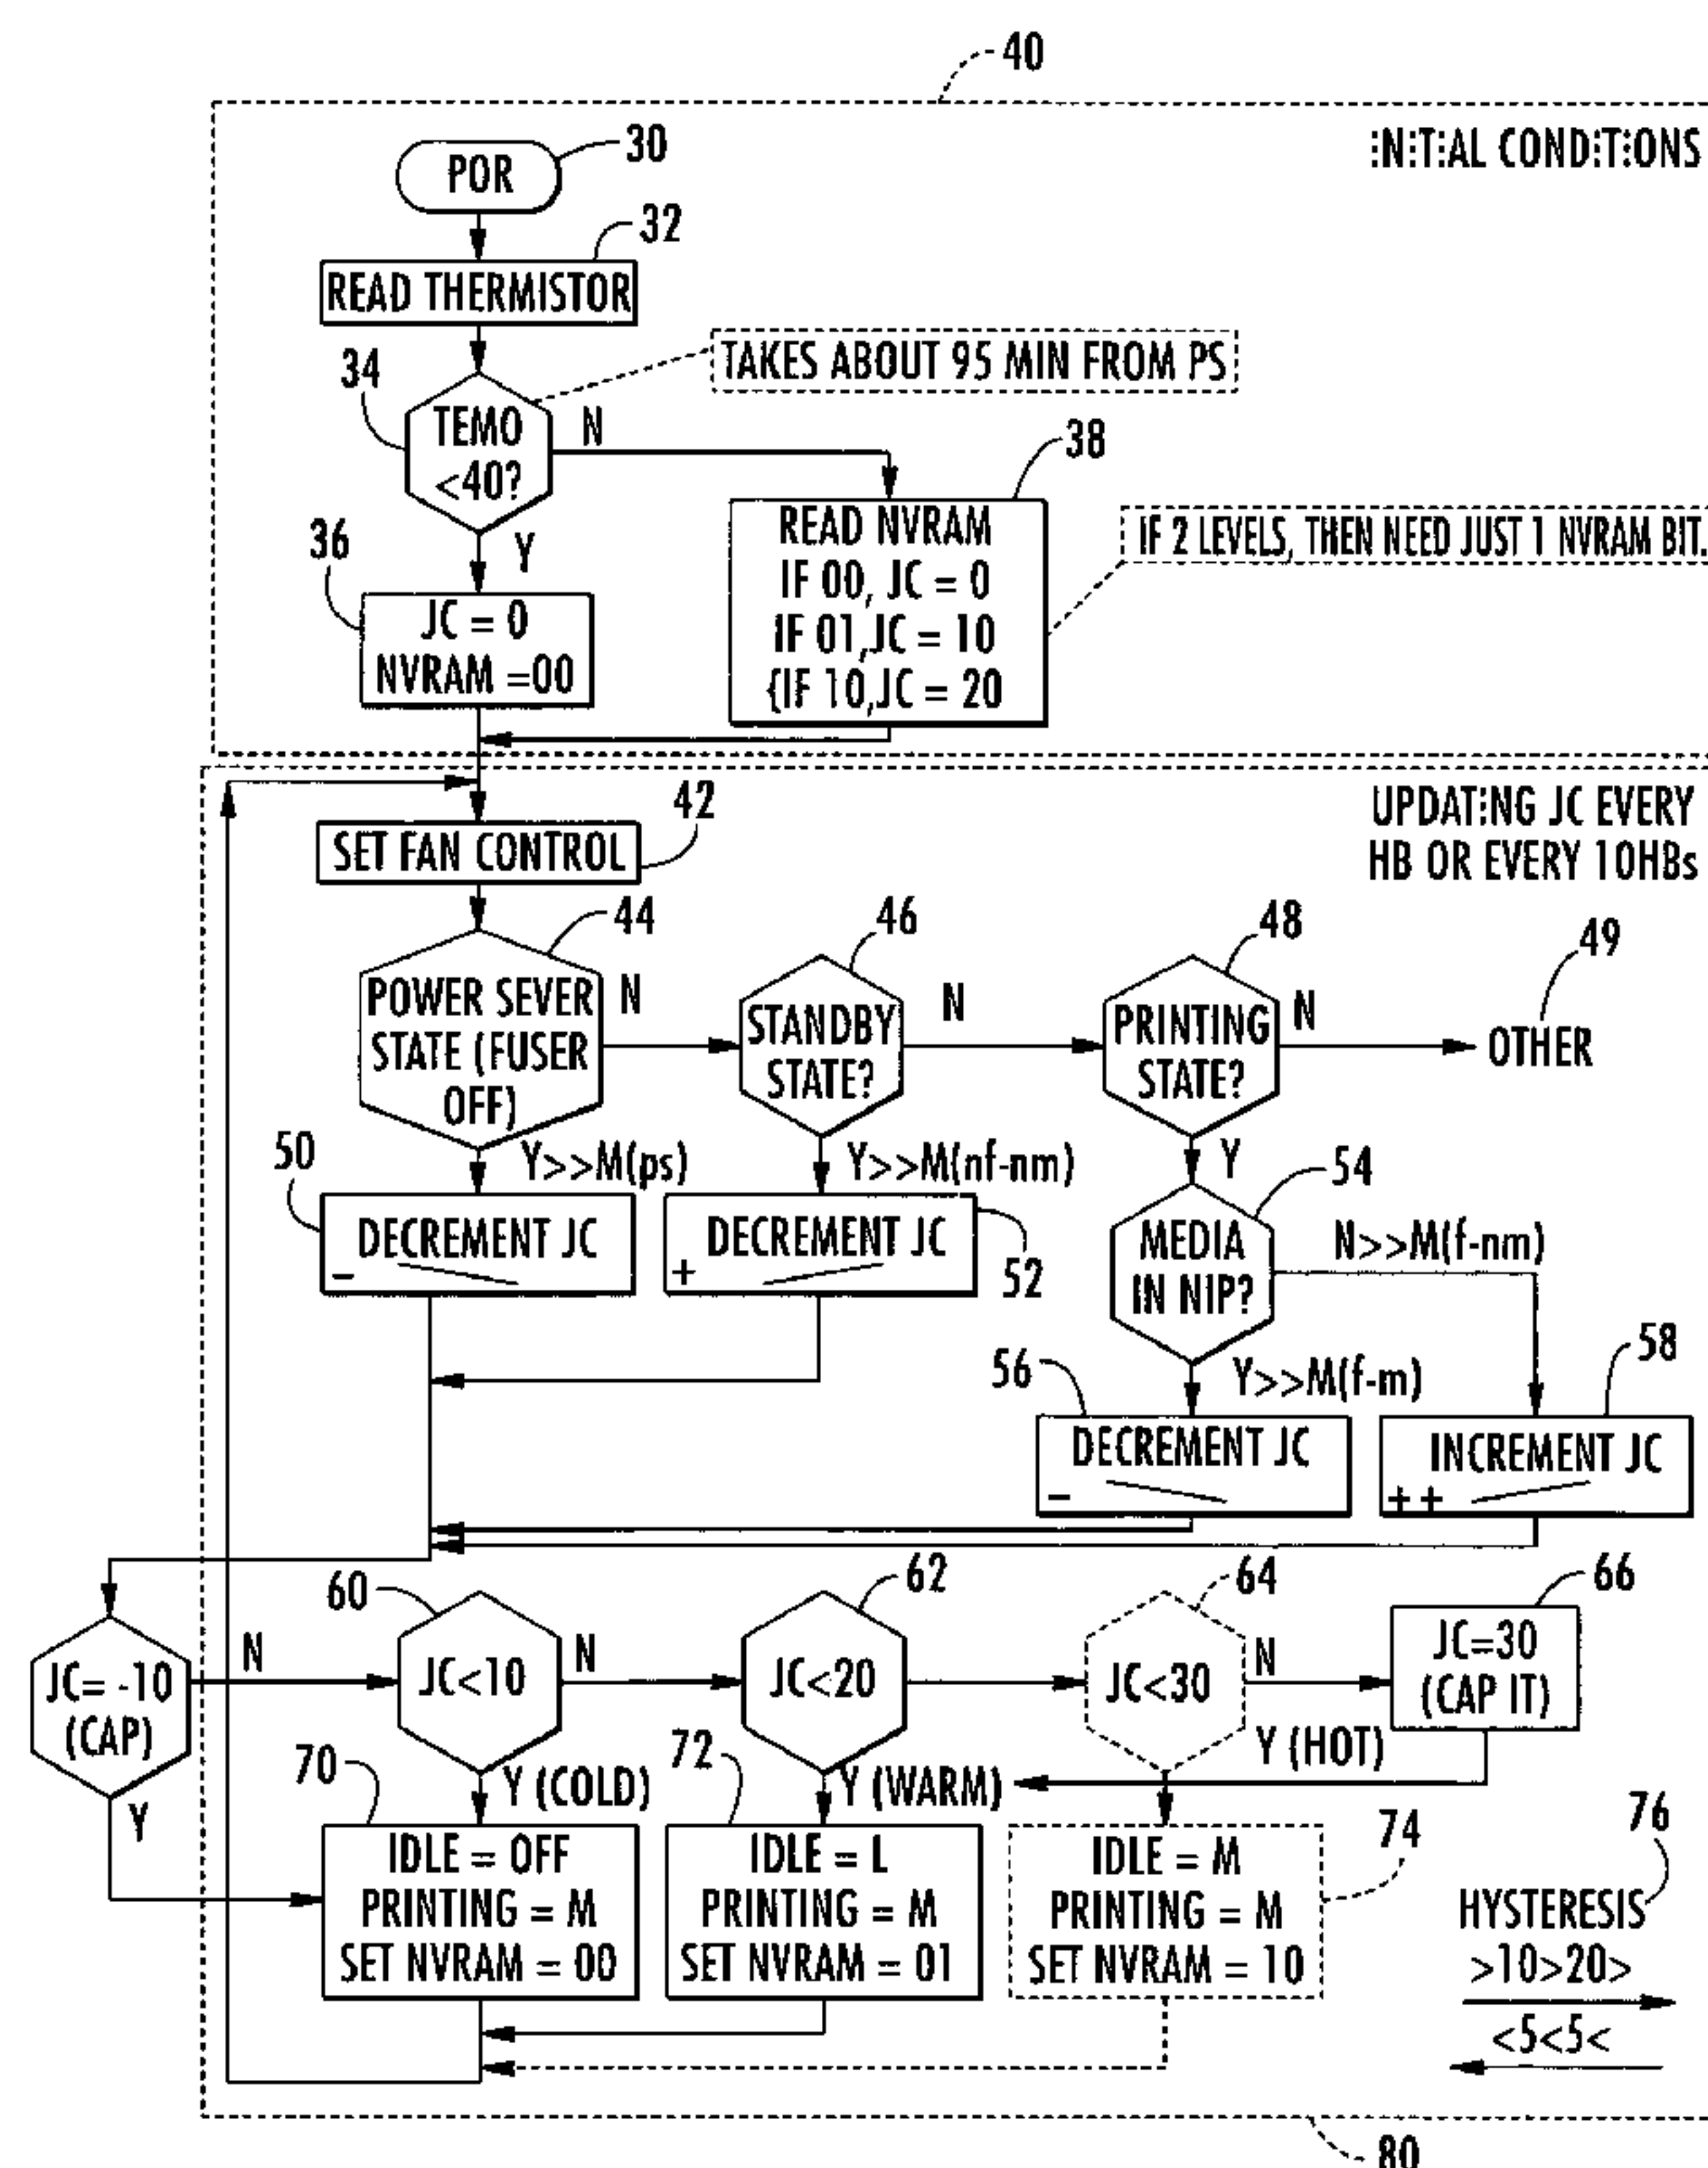 40
INITIAL CONDITIONS
POR
30
32
READ THERMISTOR
34
TAKES ABOUT 95 MIN FROM PS
TEMO
<40?
N
38
Y
36
READ NVRAM
IF 00, JC = 0
IF 01,JC = 10
{IF 10,JC = 20
IF 2 LEVELS, THEN NEED JUST 1 NVRAM BIT.
JC = 0
NVRAM =00
UPDATING JC EVERY
HB OR EVERY 10HBs
42
SET FAN CONTROL
44
46
48
49
POWER SEVER
STATE (FUSER
OFF)
N
STANDBY
STATE?
N
PRINTING
STATE?
N
OTHER
50
Y>>M(ps)
Y>>M(nf-nm)
Y
54
DECREMENT JC
–
DECREMENT JC
+
52
MEDIA
IN NIP?
N>>M(f-nm)
56
Y>>M(f-m)
58
DECREMENT JC
–
INCREMENT JC
++
60
62
64
66
JC= -10
(CAP)
N
JC<10
N
JC<20
JC<30
N
JC=30
(CAP IT)
Y
70
Y (COLD)
72
Y (WARM)
Y (HOT)
74
76
IDLE = OFF
PRINTING = M
SET NVRAM = 00
IDLE = L
PRINTING = M
SET NVRAM = 01
IDLE = M
PRINTING = M
SET NVRAM = 10
HYSTERESIS
>10>20>
<5<5<
80